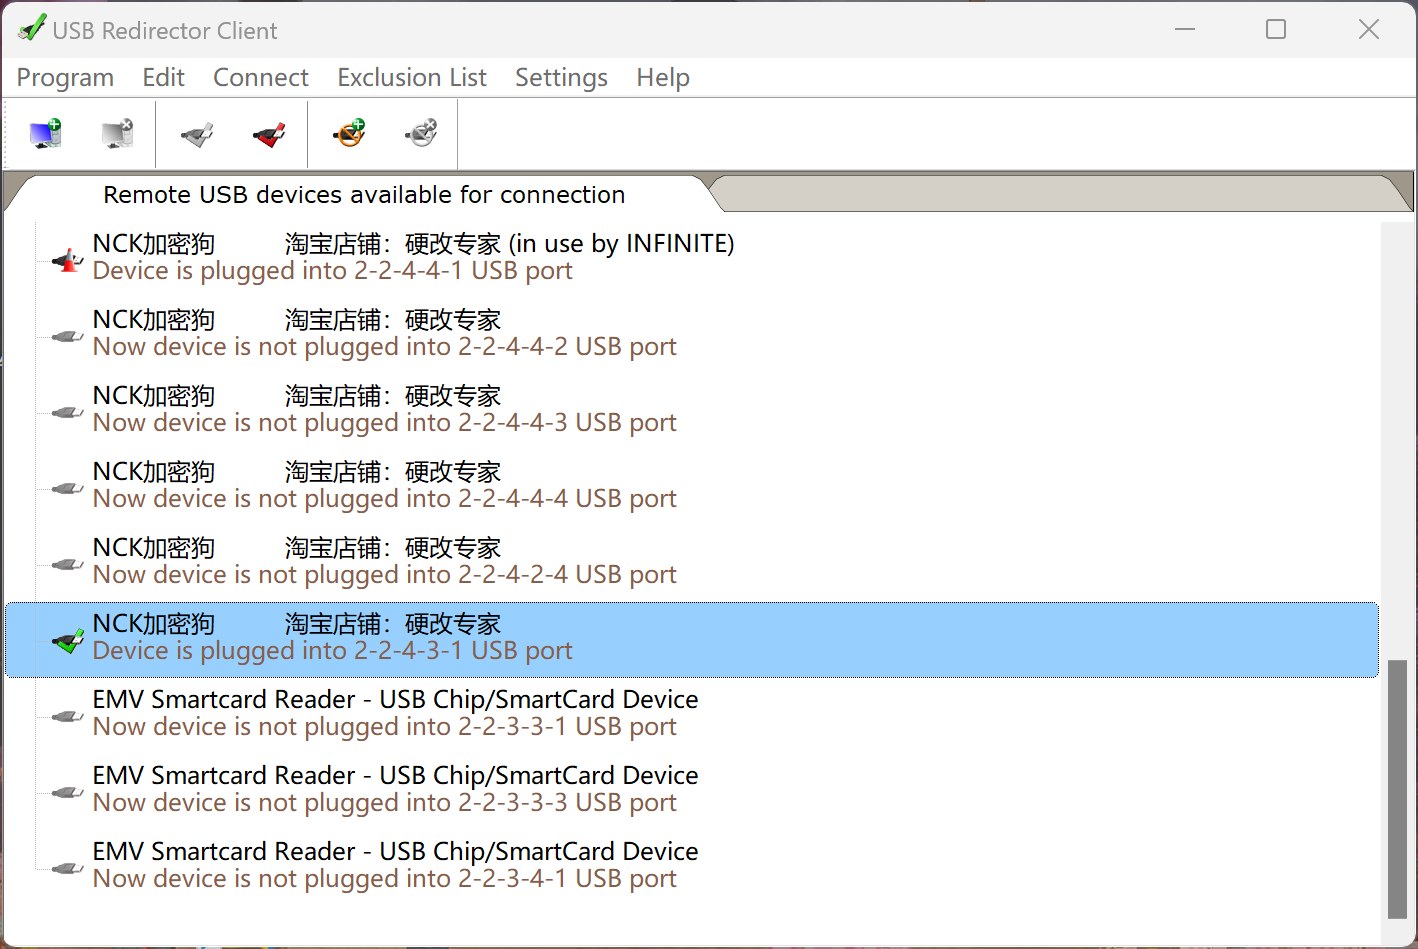 USB Redirector Client
Program Edit Connect Exclusion List Settings Help
Remote USB devices available for connection
NCK加密狗 淘宝店铺：硬改专家 (in use by INFINITE)
Device is plugged into 2-2-4-4-1 USB port
NCK加密狗 淘宝店铺：硬改专家
Now device is not plugged into 2-2-4-4-2 USB port
NCK加密狗 淘宝店铺：硬改专家
Now device is not plugged into 2-2-4-4-3 USB port
NCK加密狗 淘宝店铺：硬改专家
Now device is not plugged into 2-2-4-4-4 USB port
NCK加密狗 淘宝店铺：硬改专家
Now device is not plugged into 2-2-4-2-4 USB port
NCK加密狗 淘宝店铺：硬改专家
Device is plugged into 2-2-4-3-1 USB port
EMV Smartcard Reader - USB Chip/SmartCard Device
Now device is not plugged into 2-2-3-3-1 USB port
EMV Smartcard Reader - USB Chip/SmartCard Device
Now device is not plugged into 2-2-3-3-3 USB port
EMV Smartcard Reader - USB Chip/SmartCard Device
Now device is not plugged into 2-2-3-4-1 USB port